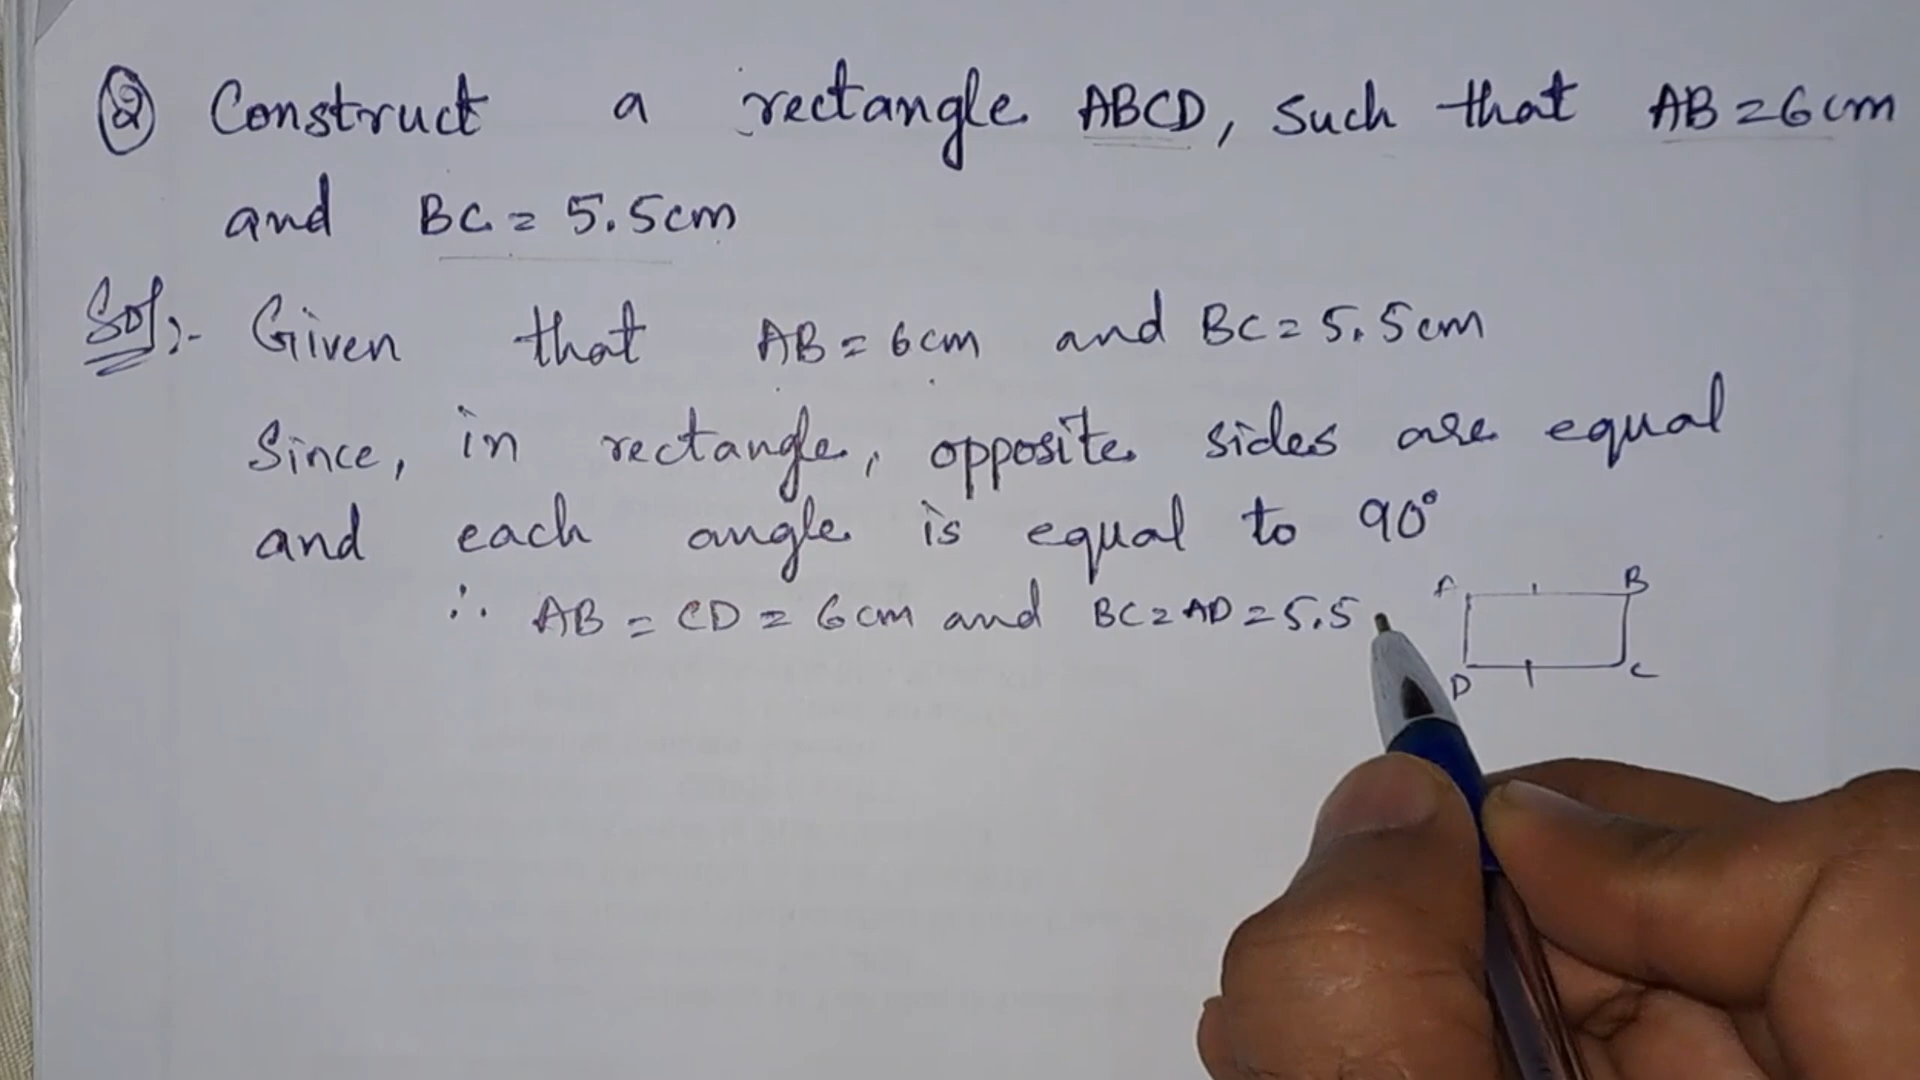 ② Construct a rectangle ABCD, such that AB = 6cm
and BC = 5.5cm
Sol:- Given that AB = 6cm and BC = 5.5cm
Since, in rectangle, opposite sides are equal
and each angle is equal to 90°
∴ AB = CD = 6cm and BC = AD = 5.5
A B
D C